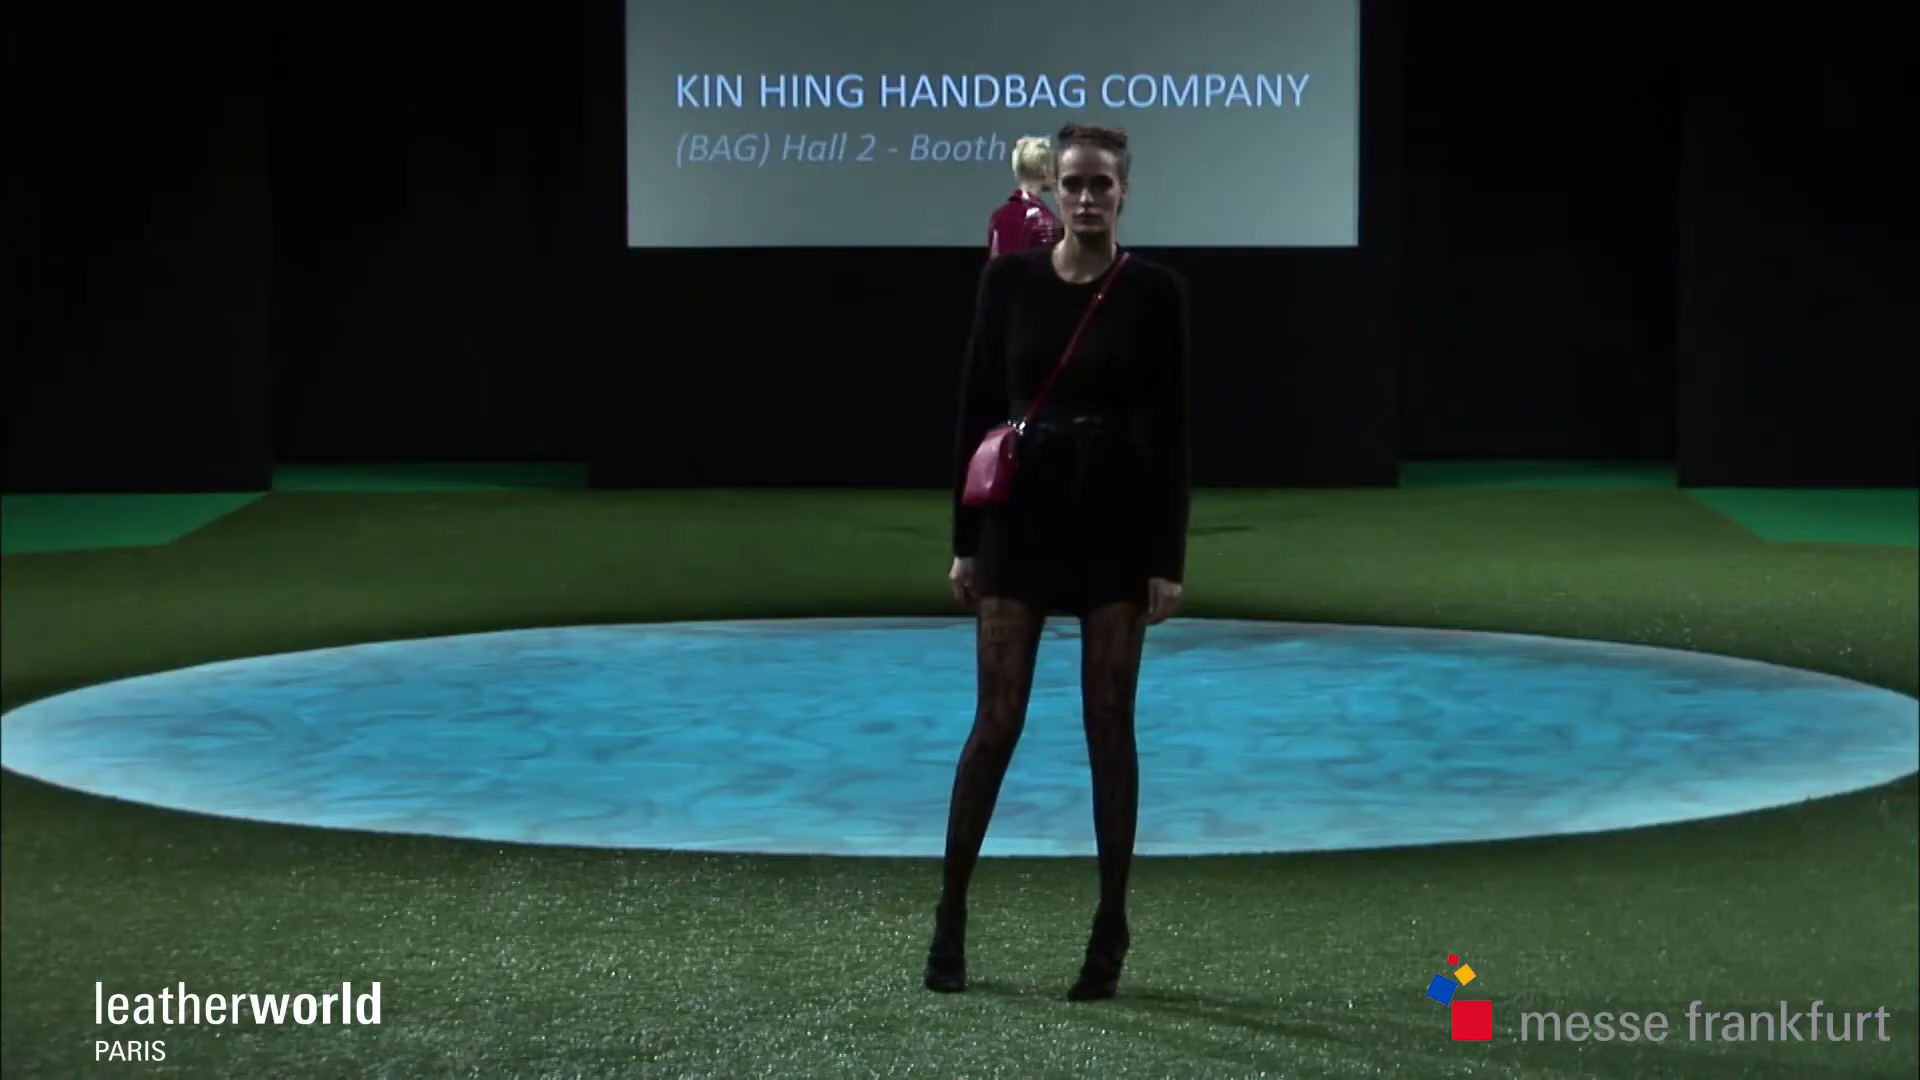 KIN HING HANDBAG COMPANY
(BAG) Hall 2 - Booth
leatherworld
PARIS
messe frankfurt